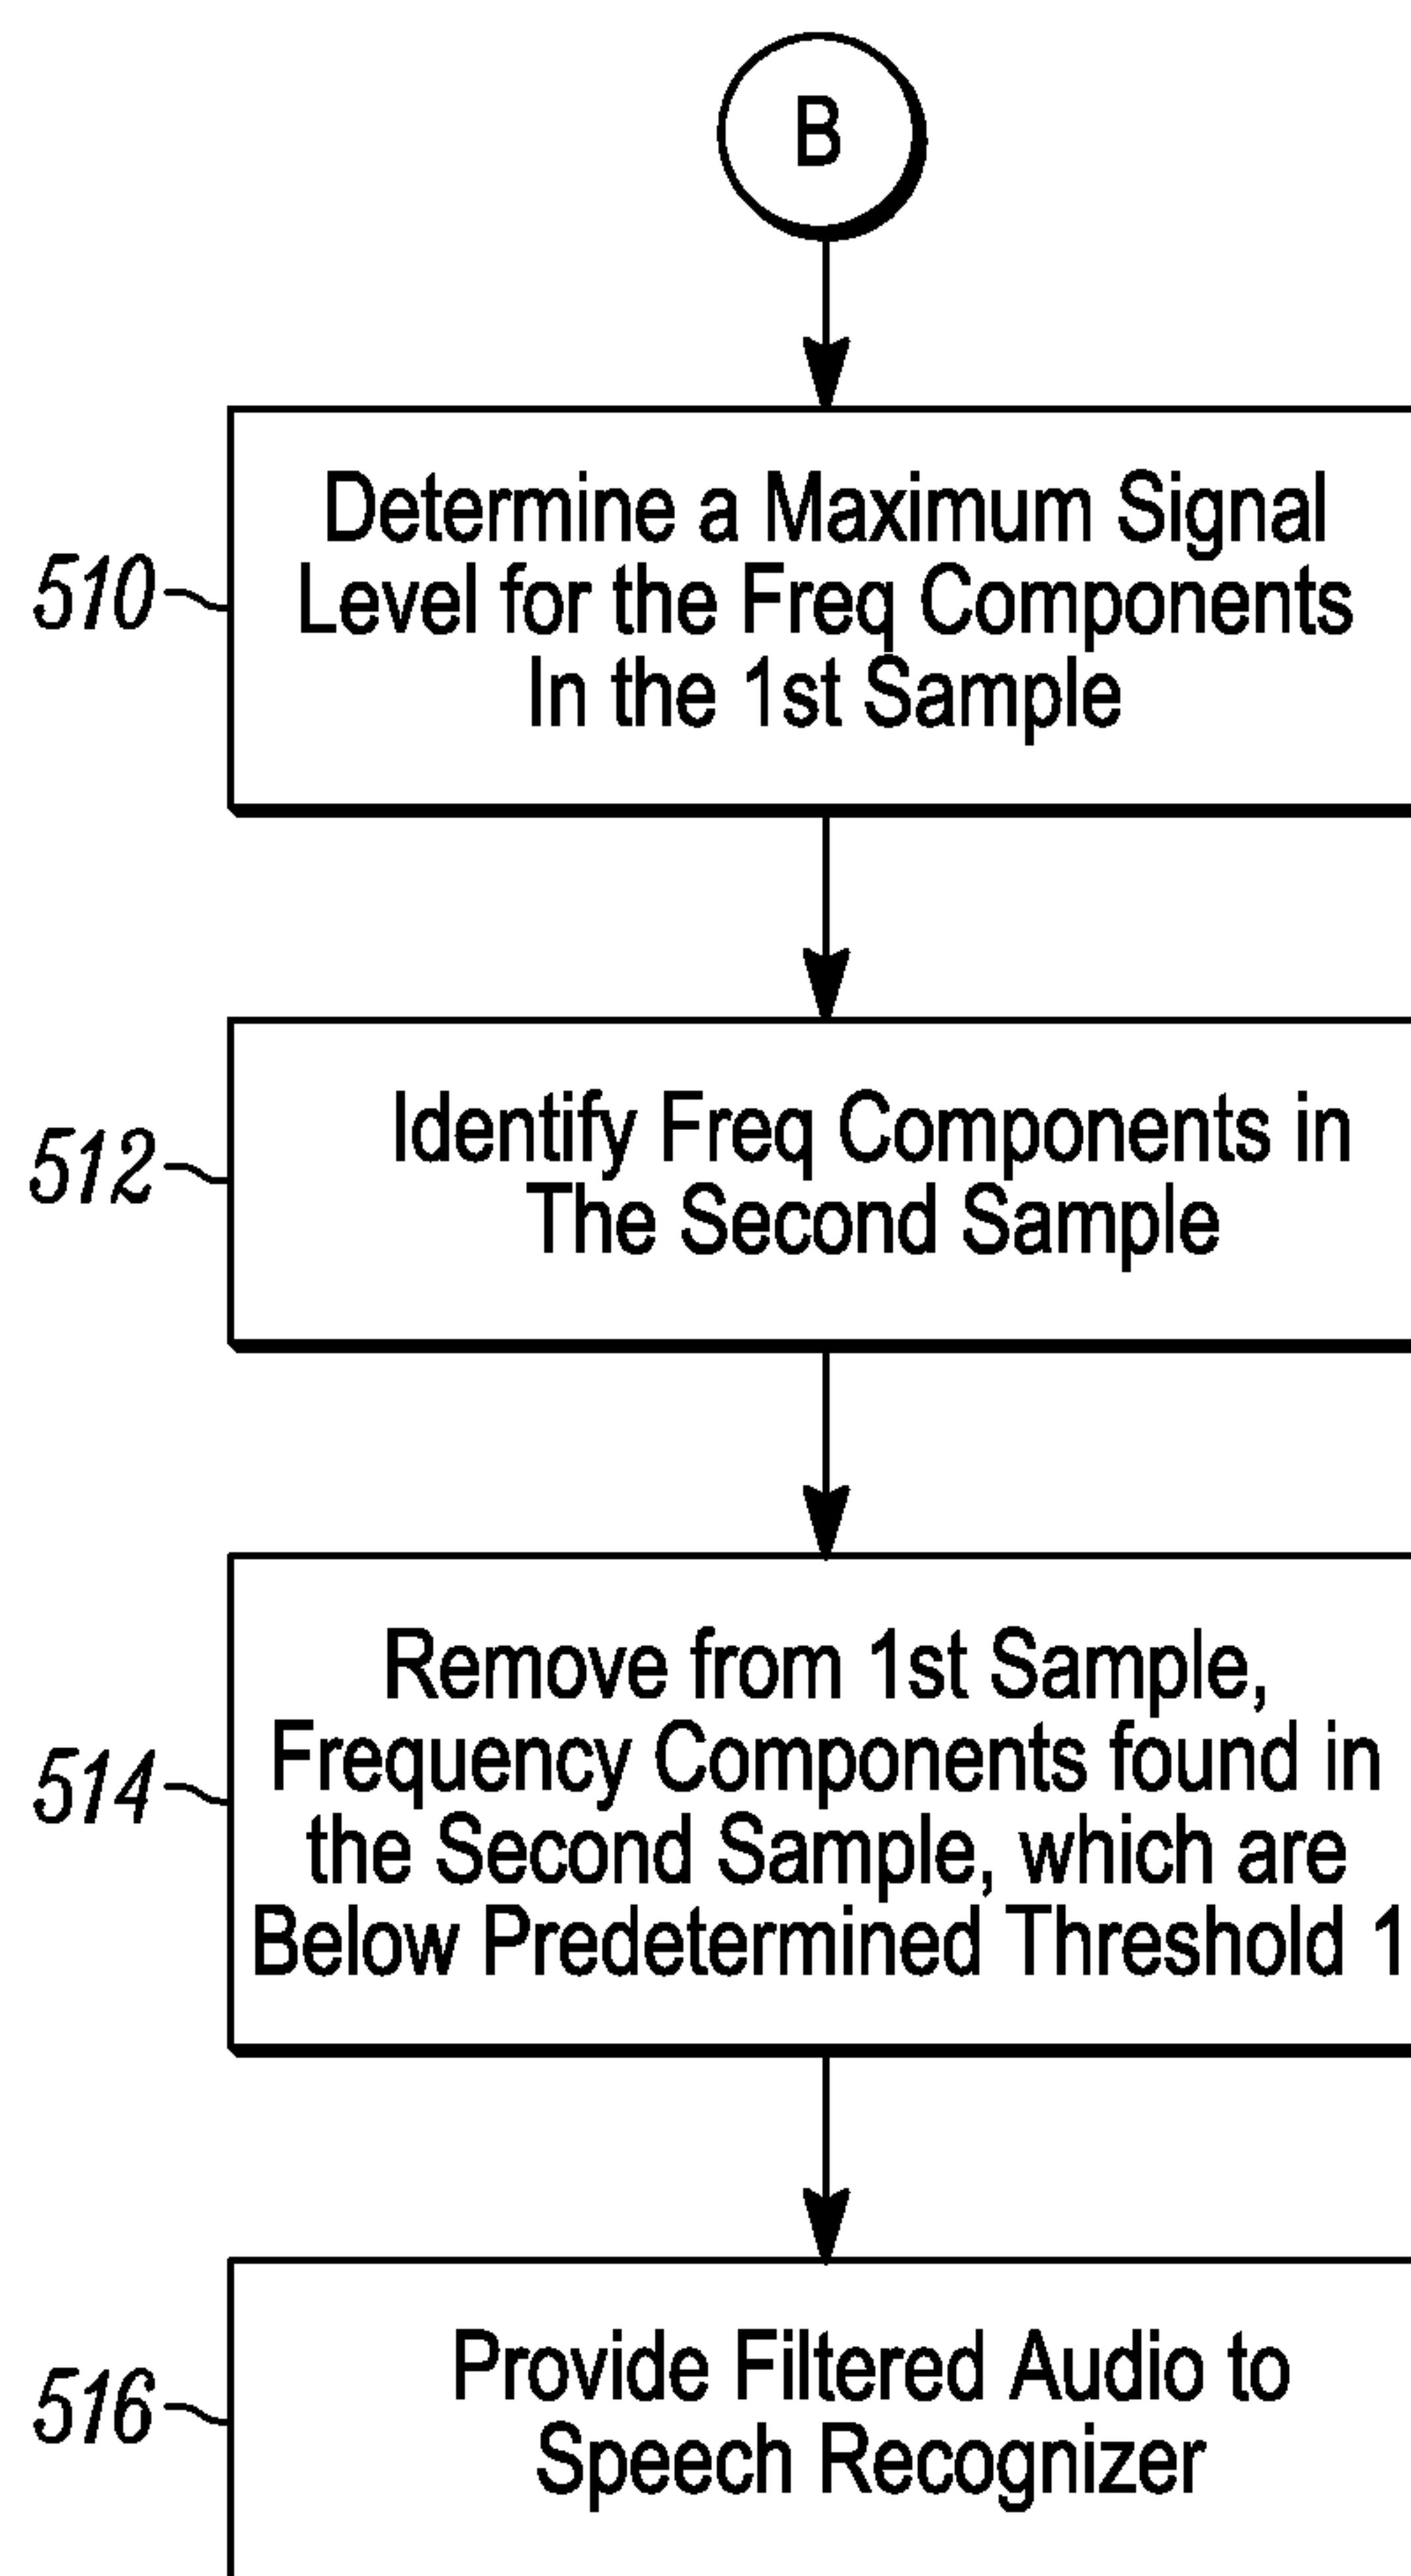 B
Determine a Maximum Signal
Level for the Freq Components
In the 1st Sample
510
Identify Freq Components in
The Second Sample
512
Remove from 1st Sample,
Frequency Components found in
the Second Sample, which are
Below Predetermined Threshold 1
514
Provide Filtered Audio to
Speech Recognizer
516